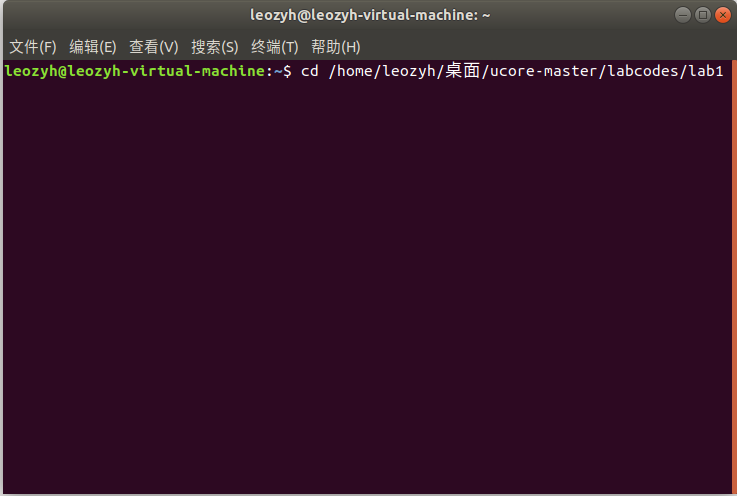 leozyh@leozyh-virtual-machine: ~
文件(F) 编辑(E) 查看(V) 搜索(S) 终端(T) 帮助(H)
leozyh@leozyh-virtual-machine:~$ cd /home/leozyh/桌面/ucore-master/labcodes/lab1